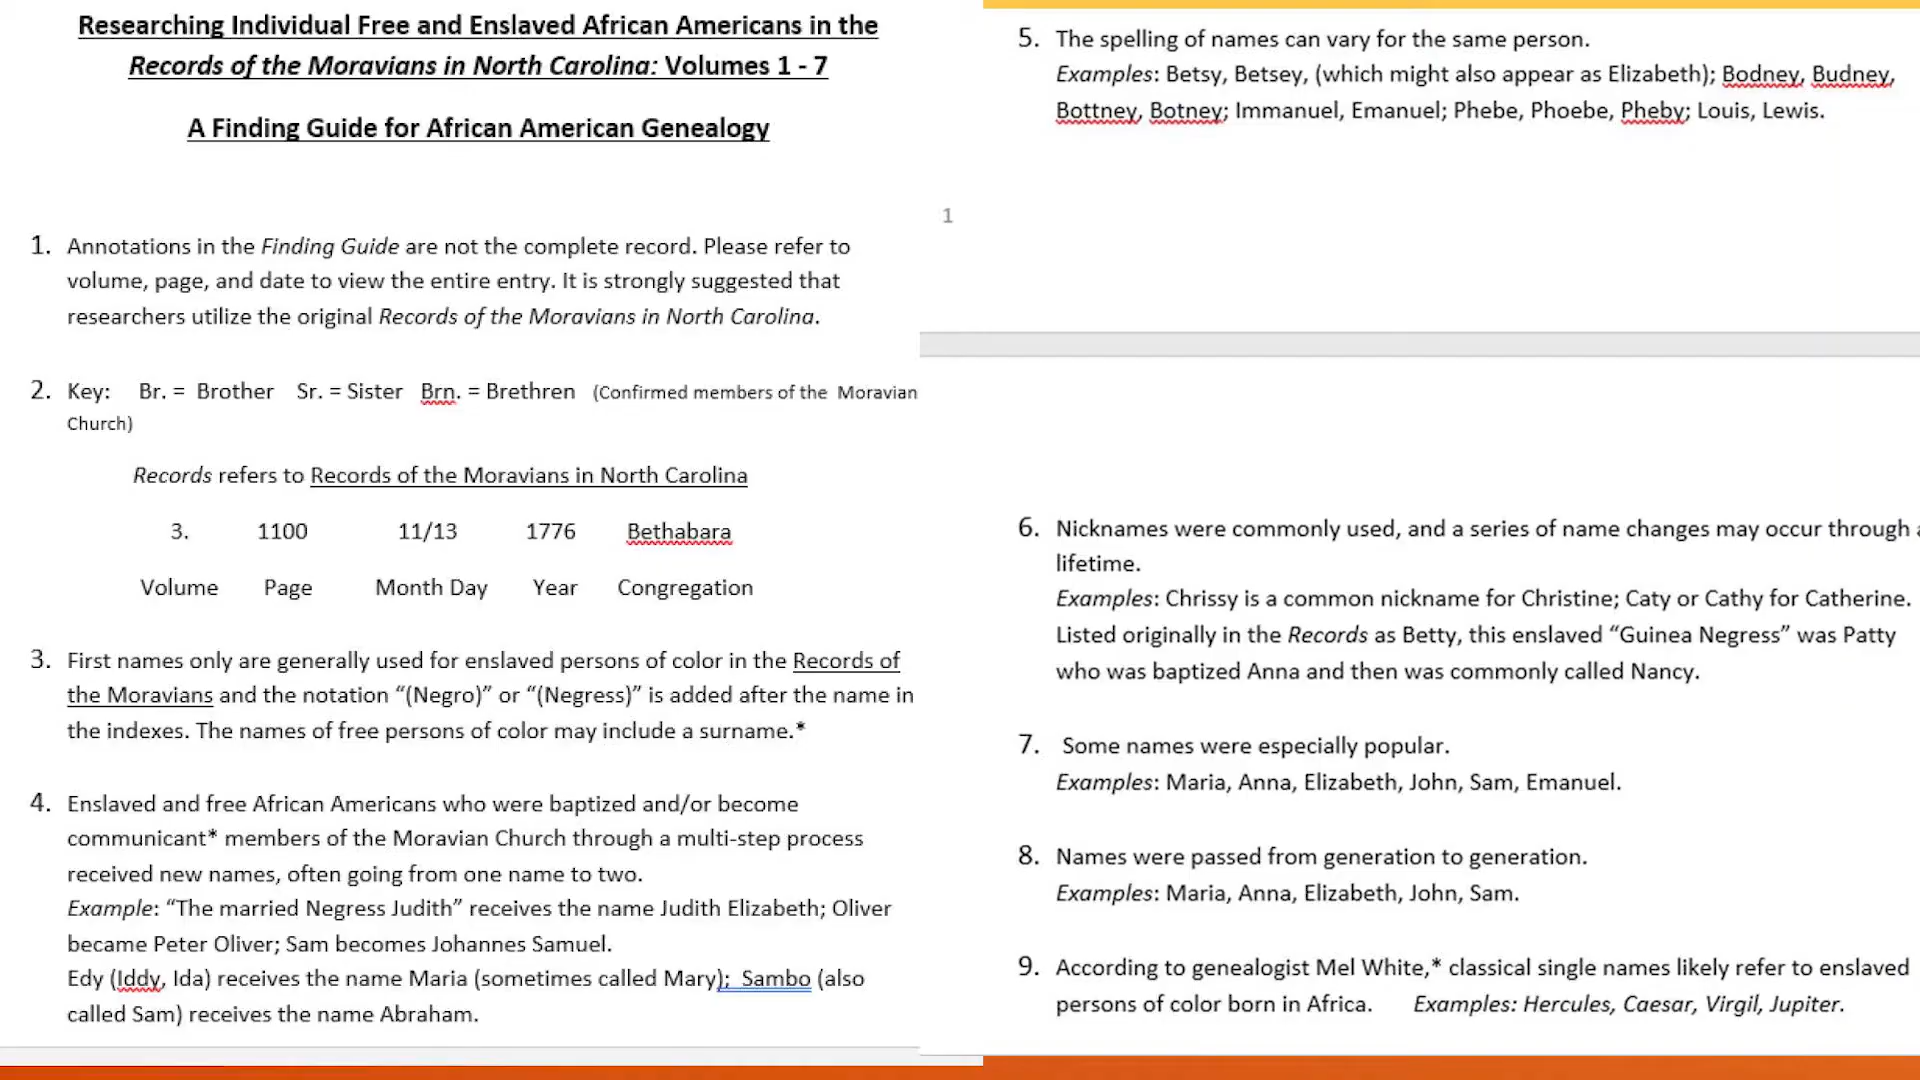 Researching Individual Free and Enslaved African Americans in the
Records of the Moravians in North Carolina: Volumes 1 - 7
A Finding Guide for African American Genealogy
1. Annotations in the Finding Guide are not the complete record. Please refer to
volume, page, and date to view the entire entry. It is strongly suggested that
researchers utilize the original Records of the Moravians in North Carolina.
2. Key: Br. = Brother Sr. = Sister Brn. = Brethren (Confirmed members of the Moravian
Church)
Records refers to Records of the Moravians in North Carolina
3. 1100 11/13 1776 Bethabara
Volume Page Month Day Year Congregation
3. First names only are generally used for enslaved persons of color in the Records of
the Moravians and the notation “(Negro)” or “(Negress)” is added after the name in
the indexes. The names of free persons of color may include a surname.*
4. Enslaved and free African Americans who were baptized and/or become
communicant* members of the Moravian Church through a multi-step process
received new names, often going from one name to two.
Example: “The married Negress Judith” receives the name Judith Elizabeth; Oliver
became Peter Oliver; Sam becomes Johannes Samuel.
Edy (Iddy, Ida) receives the name Maria (sometimes called Mary); Sambo (also
called Sam) receives the name Abraham.
5. The spelling of names can vary for the same person.
Examples: Betsy, Betsey, (which might also appear as Elizabeth); Bodney, Budney,
Bottney, Botney; Immanuel, Emanuel; Phebe, Phoebe, Pheby; Louis, Lewis.
1
6. Nicknames were commonly used, and a series of name changes may occur through a
lifetime.
Examples: Chrissy is a common nickname for Christine; Caty or Cathy for Catherine.
Listed originally in the Records as Betty, this enslaved “Guinea Negress” was Patty
who was baptized Anna and then was commonly called Nancy.
7. Some names were especially popular.
Examples: Maria, Anna, Elizabeth, John, Sam, Emanuel.
8. Names were passed from generation to generation.
Examples: Maria, Anna, Elizabeth, John, Sam.
9. According to genealogist Mel White,* classical single names likely refer to enslaved
persons of color born in Africa. Examples: Hercules, Caesar, Virgil, Jupiter.